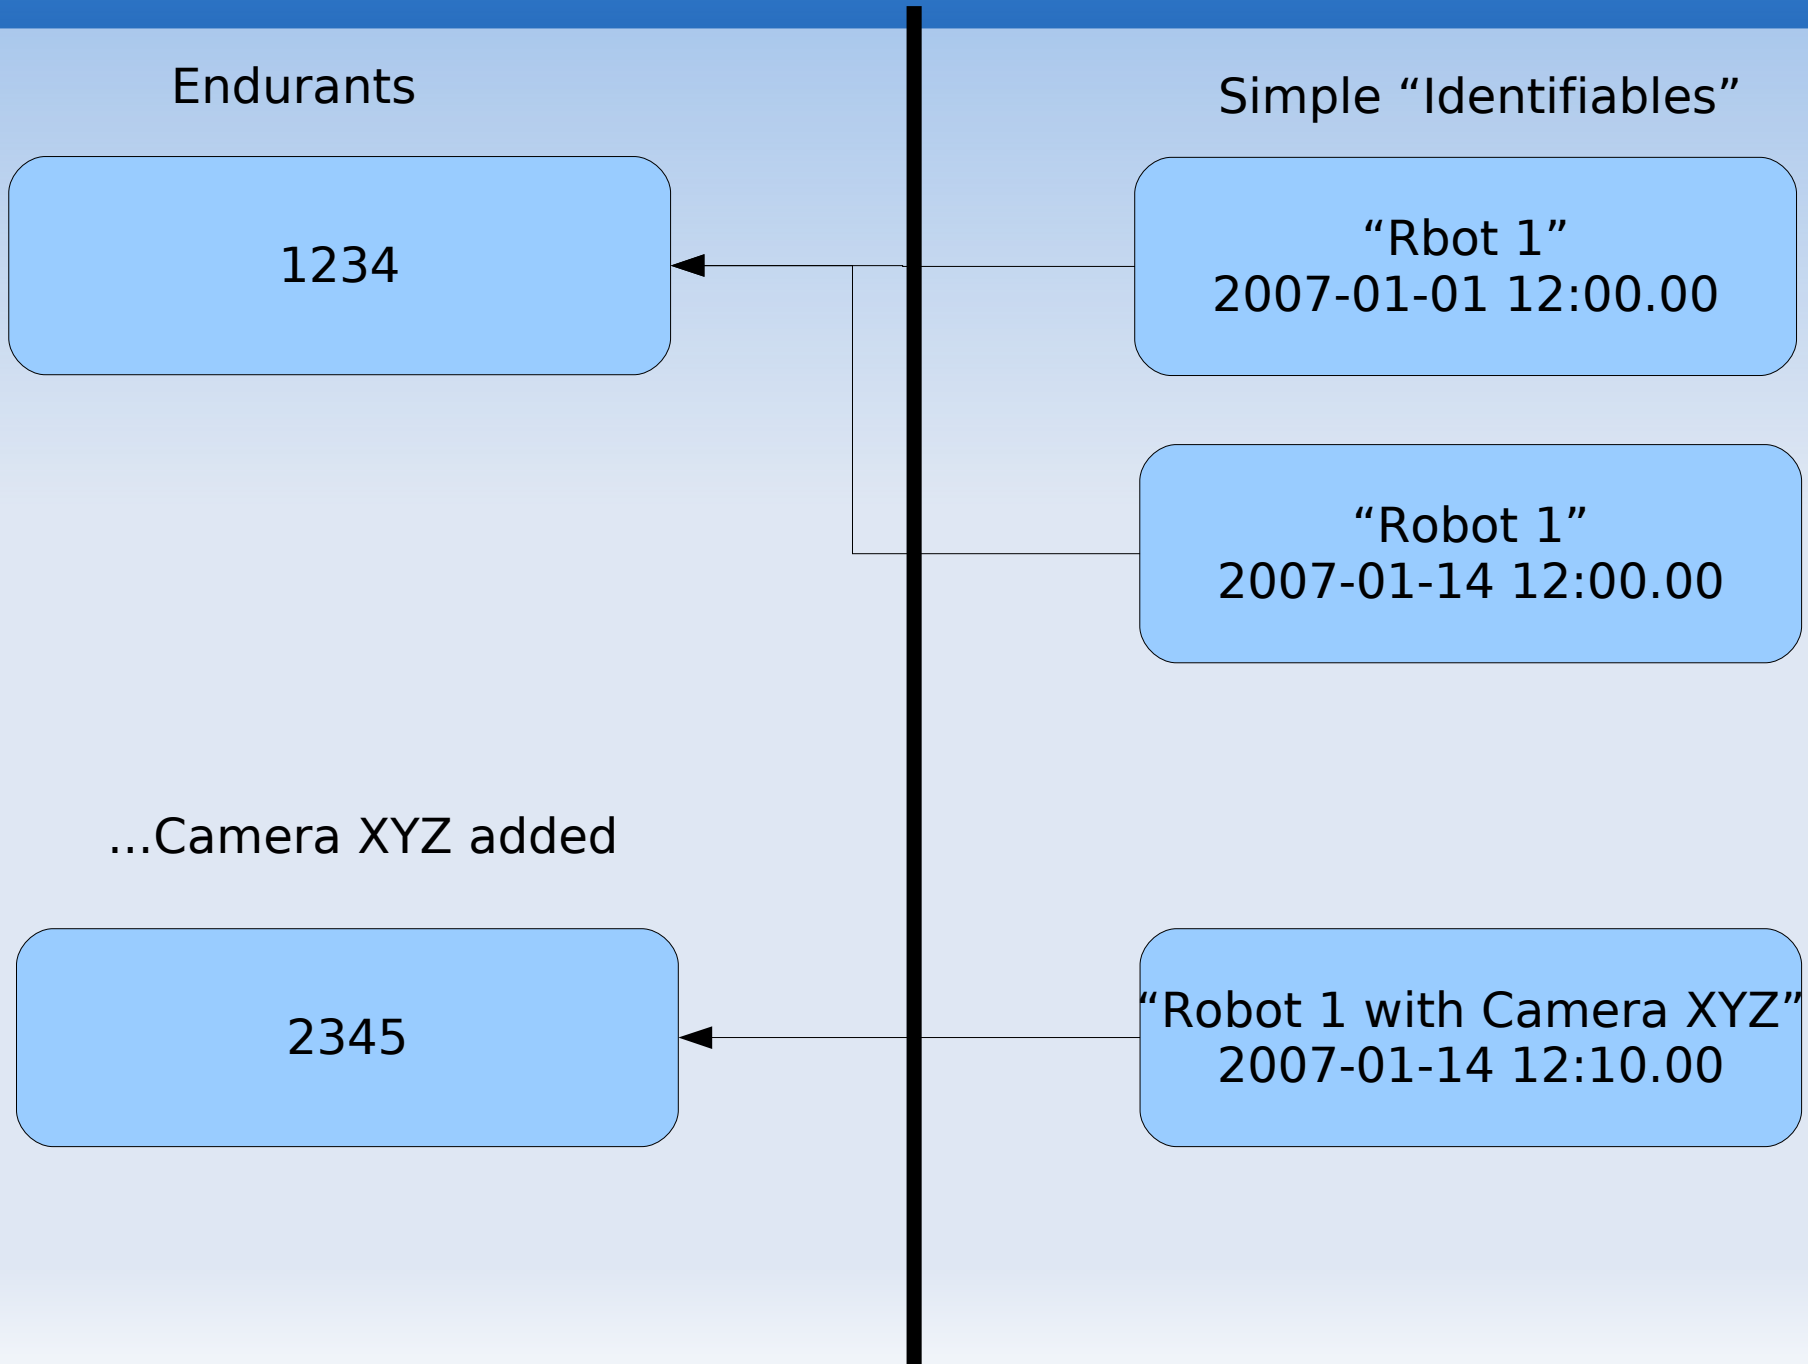 Endurants
Simple “Identifiables”
1234
“Rbot 1”
2007-01-01 12:00.00
“Robot 1”
2007-01-14 12:00.00
...Camera XYZ added
2345
“Robot 1 with Camera XYZ”
2007-01-14 12:10.00